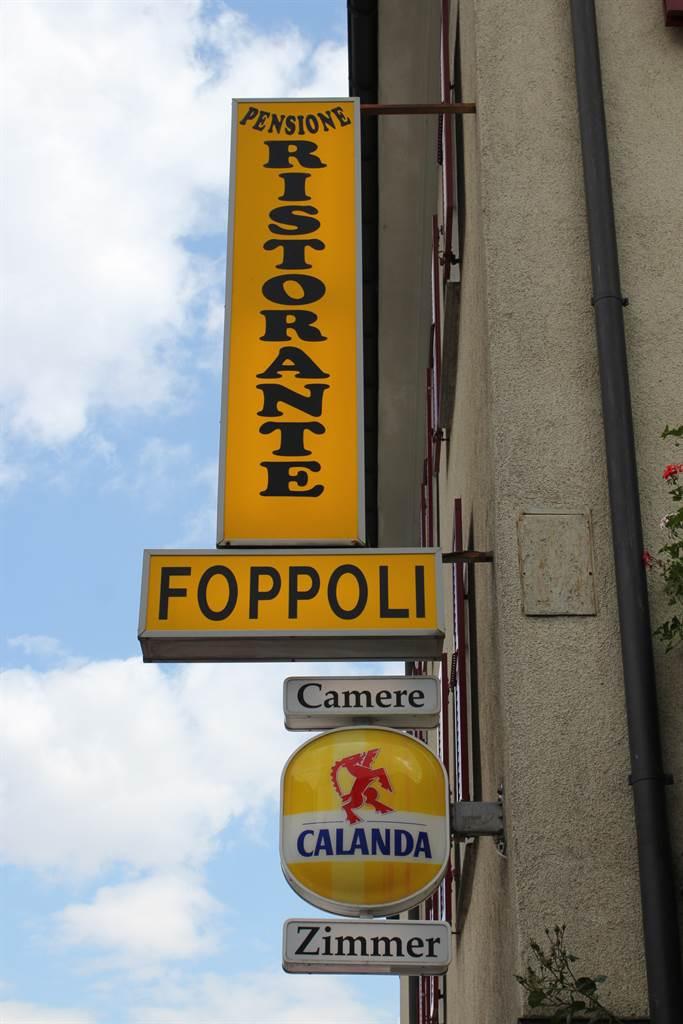 PENSIONE
RISTORANTE
FOPPOLI
Camere
CALANDA
Zimmer